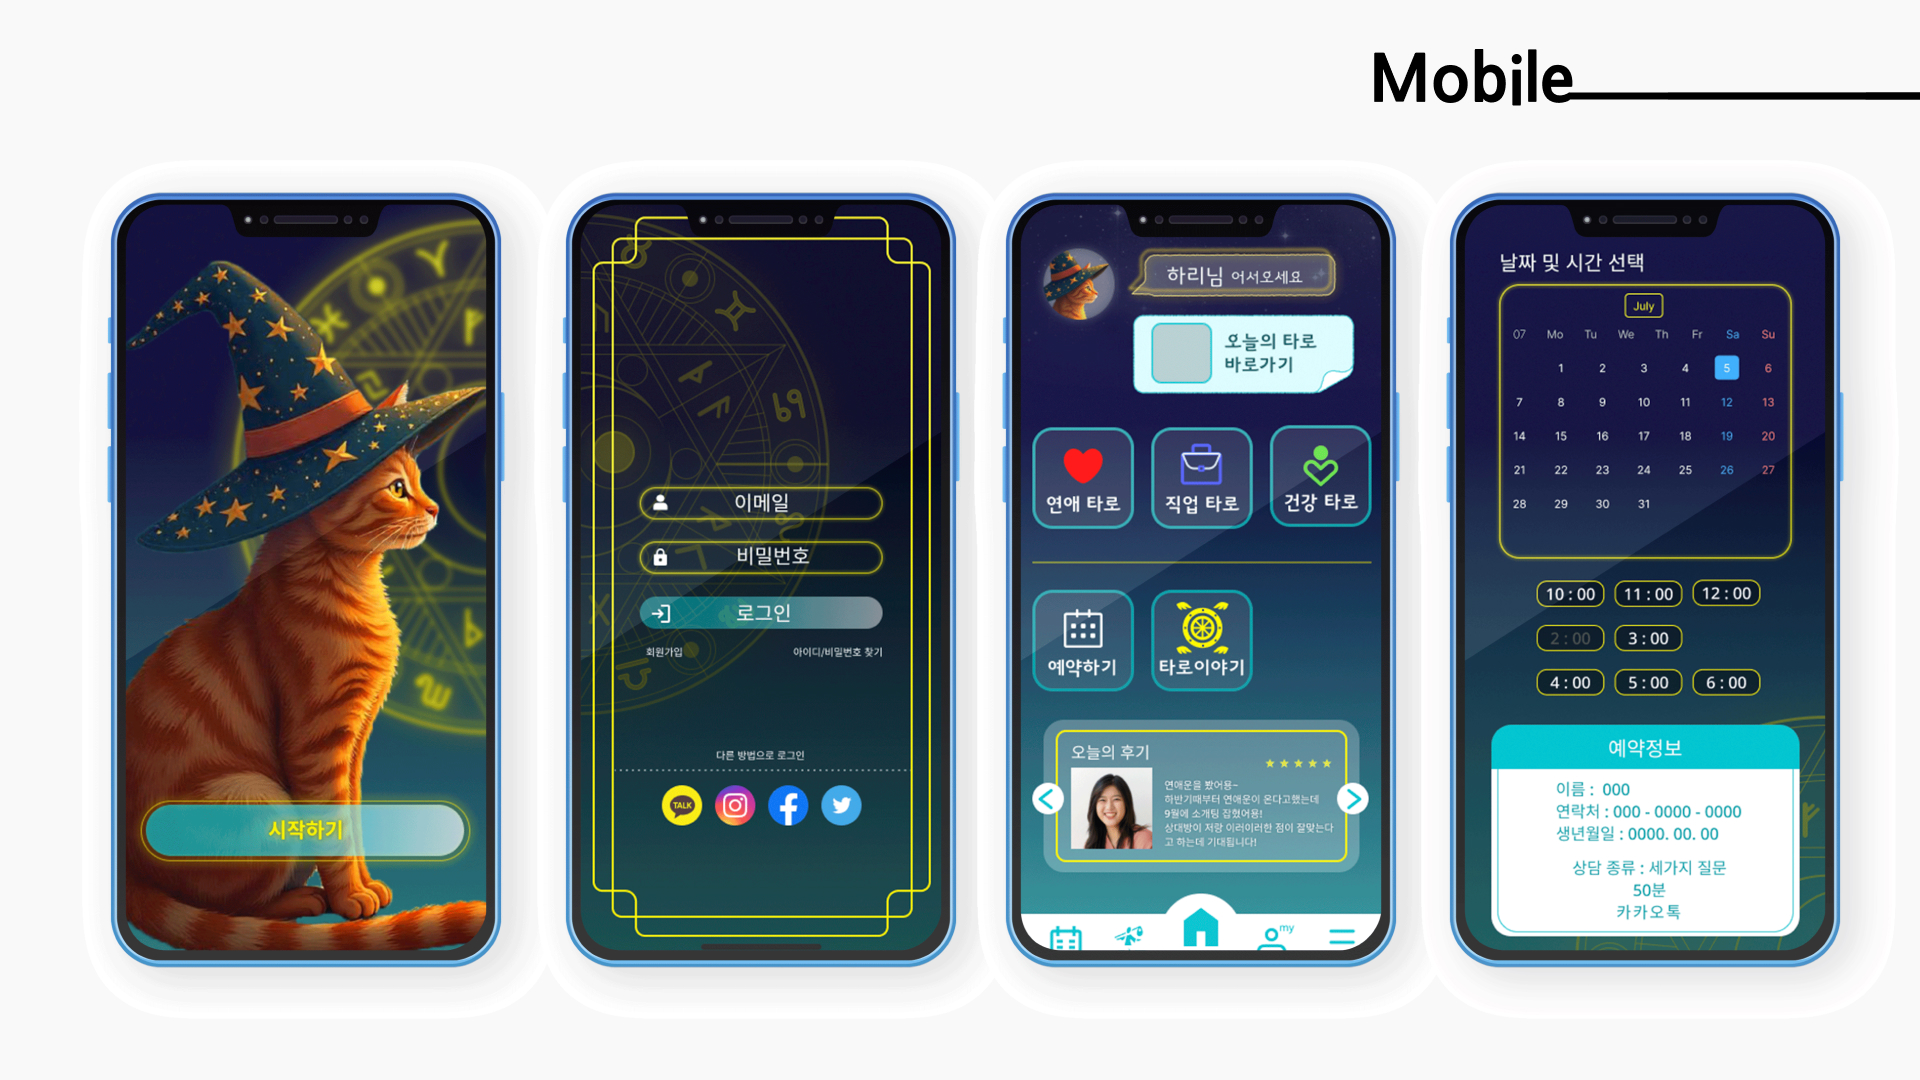 Mobile
시작하기
이메일
비밀번호
로그인
회원가입
아이디/비밀번호 찾기
다른 방법으로 로그인
TALK
하리님 어서오세요
오늘의 타로
바로가기
연애 타로
직업 타로
건강 타로
예약하기
타로이야기
오늘의 후기
연애운을 봤어용~
하반기때부터 연애운이 온다고했는데
9월에 소개팅 잡혔어용!
상대방이 저랑 이러이러한 점이 잘맞는다
고 하는데 기대됩니다!
my
날짜 및 시간 선택
July
07 Mo Tu We Th Fr Sa Su
1 2 3 4 5 6
7 8 9 10 11 12 13
14 15 16 17 18 19 20
21 22 23 24 25 26 27
28 29 30 31
10 : 00 11 : 00 12 : 00
2 : 00 3 : 00
4 : 00 5 : 00 6 : 00
예약정보
이름 : 000
연락처 : 000 - 0000 - 0000
생년월일 : 0000. 00. 00
상담 종류 : 세가지 질문
50분
카카오톡